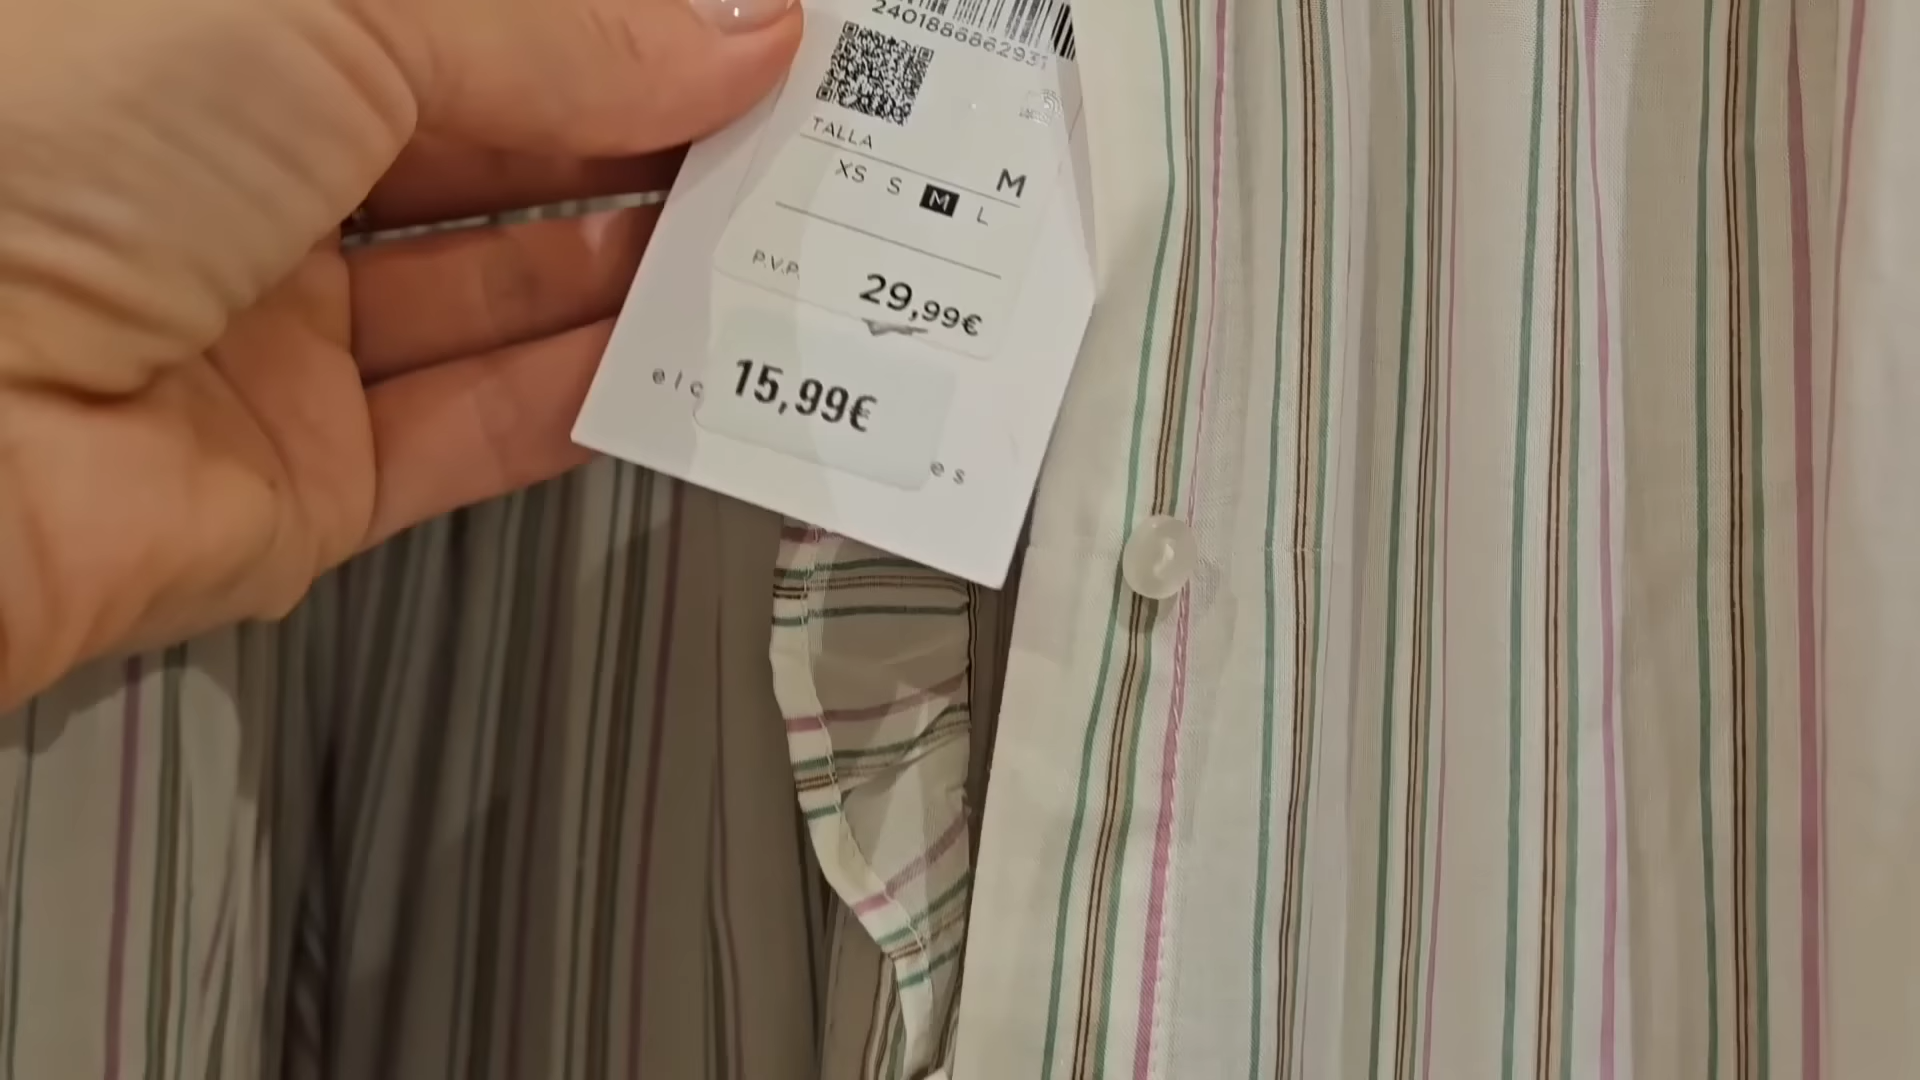 2401886862931
TALLA
M
XS S M L
P.V.P.
29,99€
15,99€